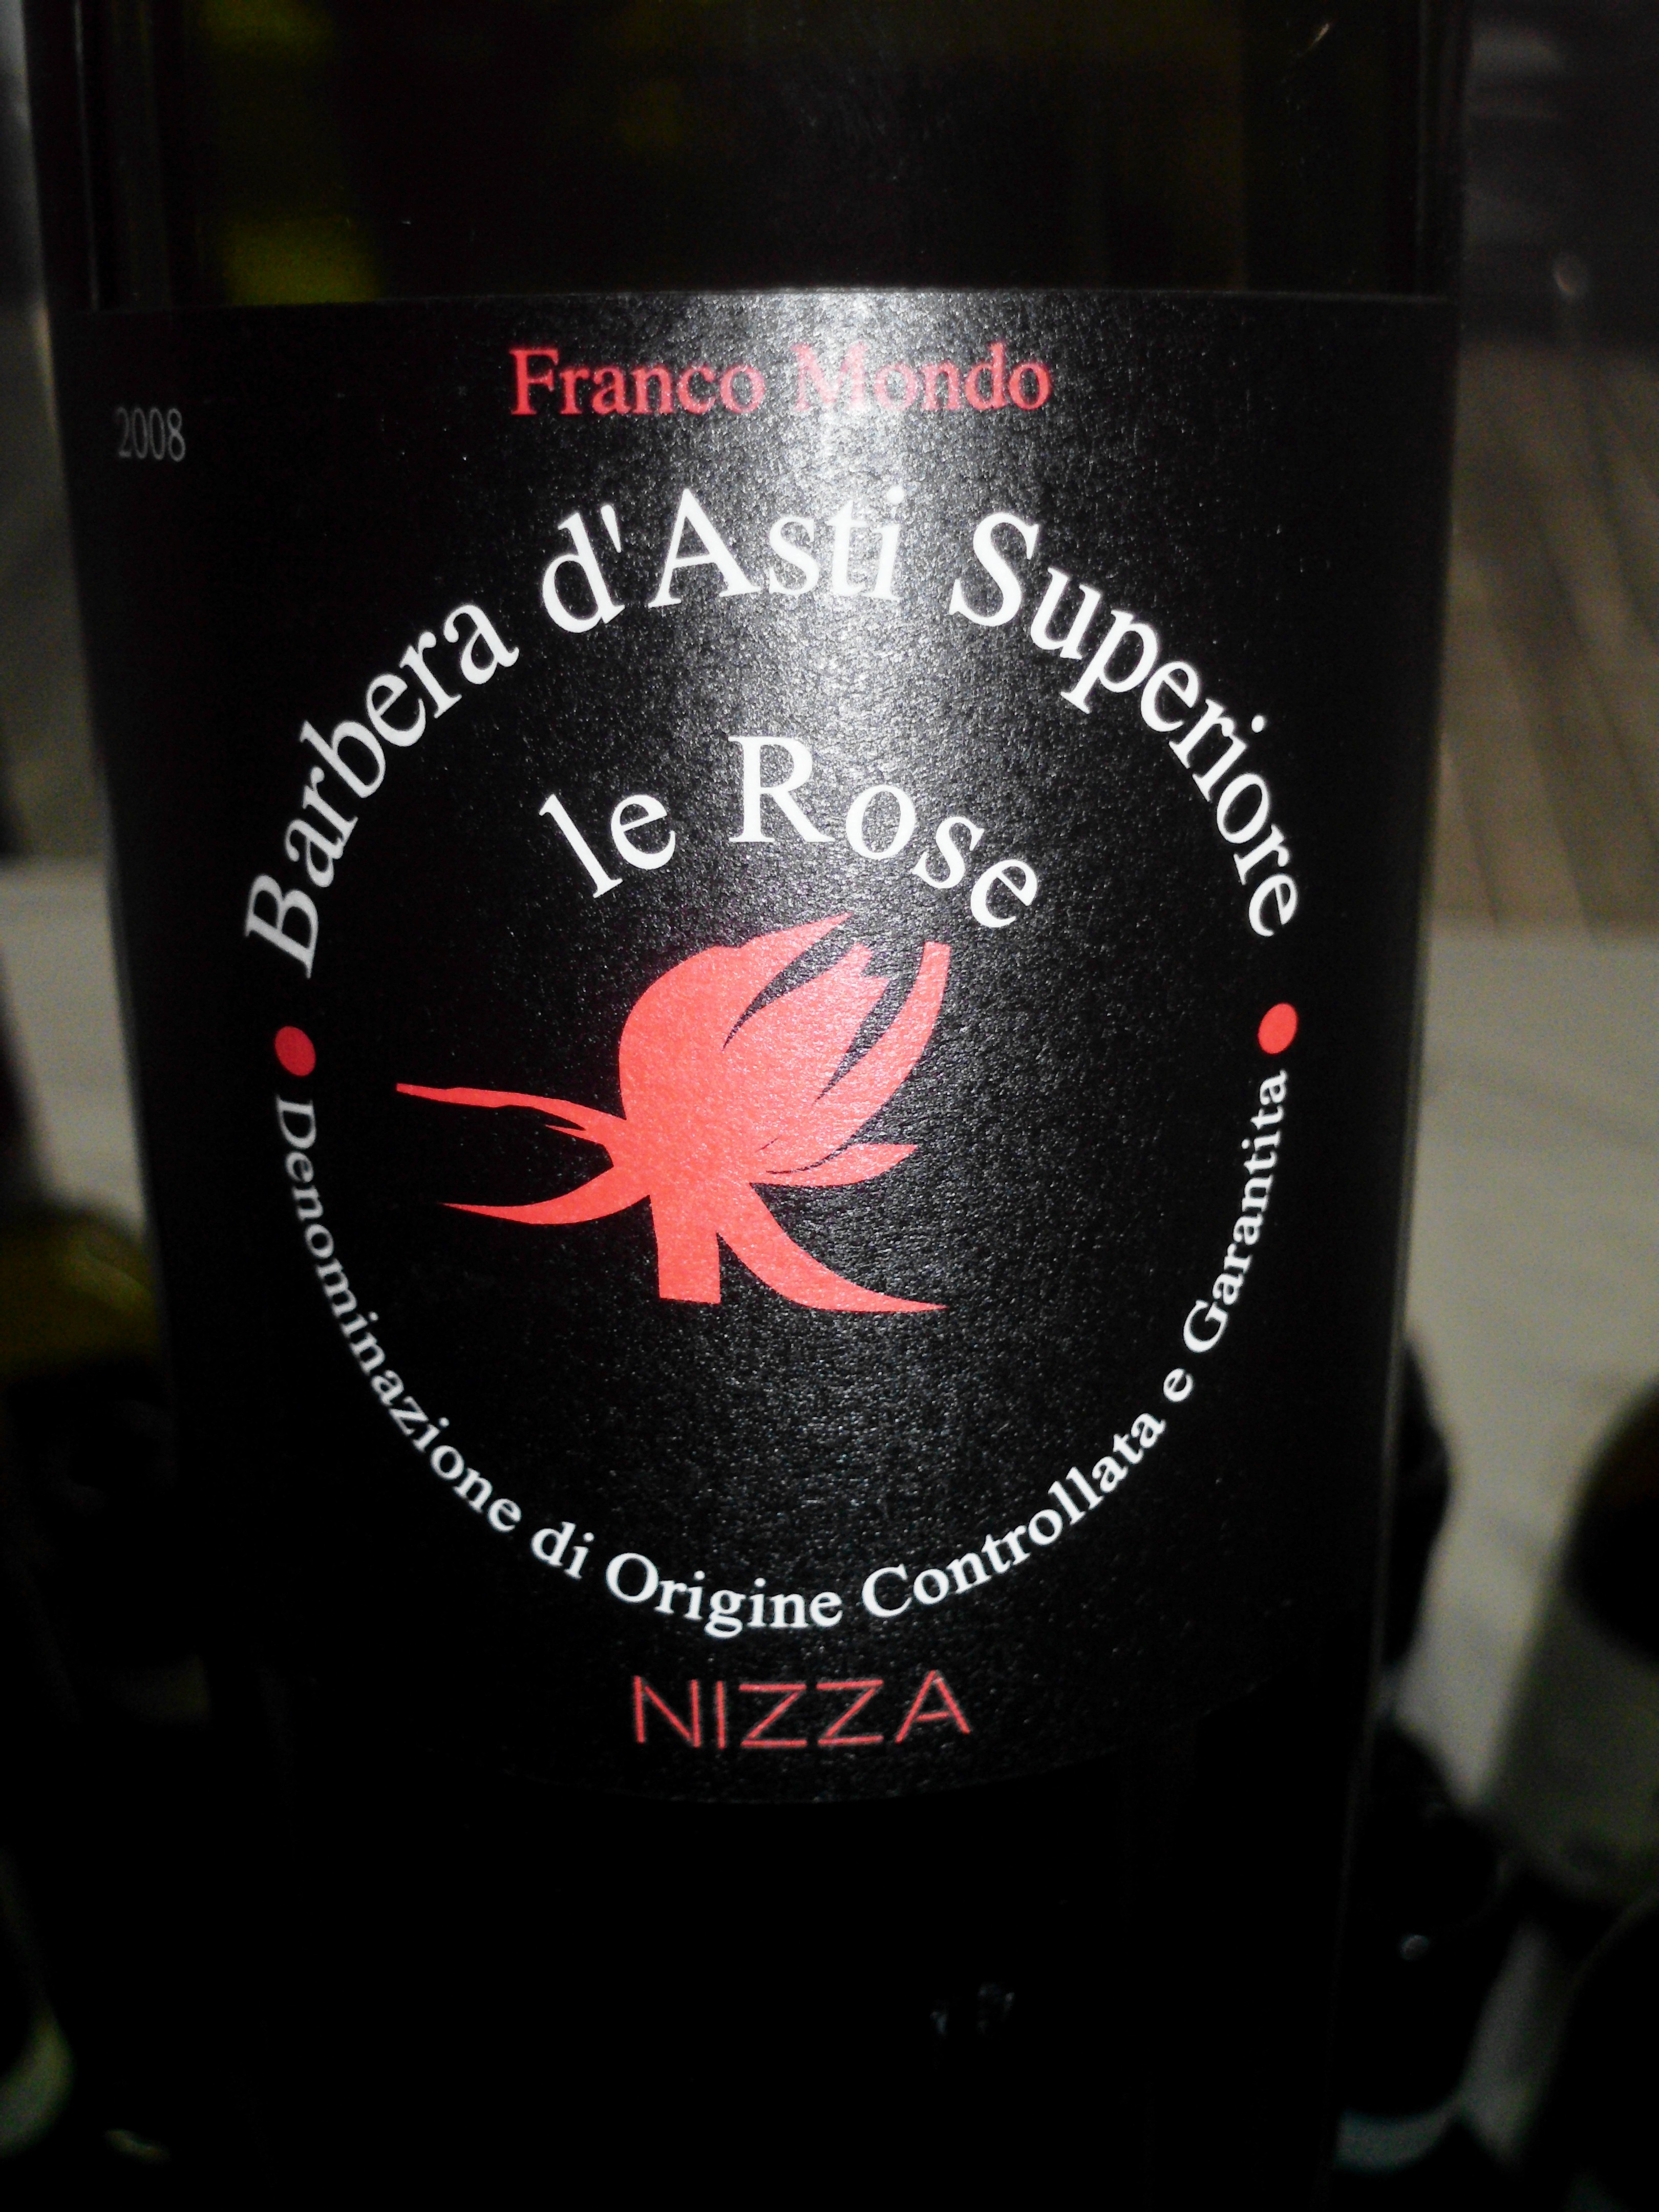 Franco Mondo
2008
Barbera d'Asti Superiore
le Rose
Denominazione di Origine Controllata e Garantita
NIZZA